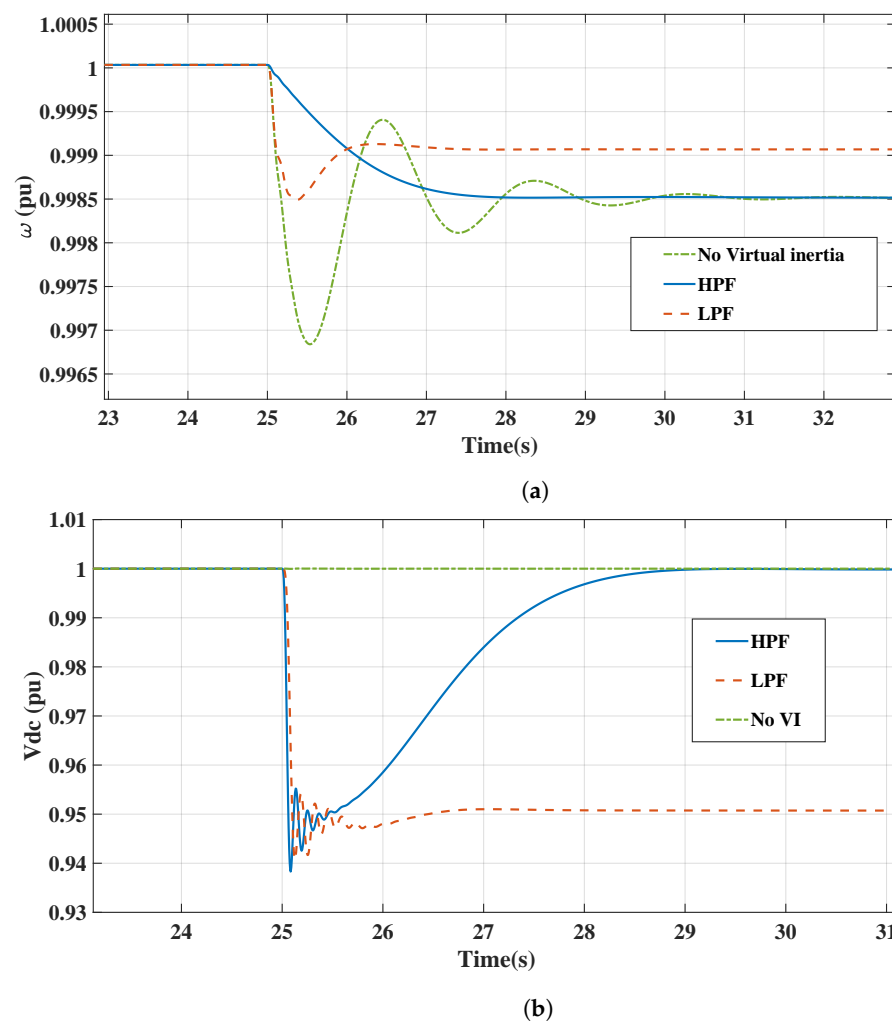 1.0005
1
0.9995
0.999
0.9985
0.998
0.9975
0.997
0.9965
ω (pu)
No Virtual inertia
HPF
LPF
23 24 25 26 27 28 29 30 31 32
Time(s)
(a)
1.01
1
0.99
0.98
0.97
0.96
0.95
0.94
0.93
Vdc (pu)
HPF
LPF
No VI
24 25 26 27 28 29 30 31
Time(s)
(b)